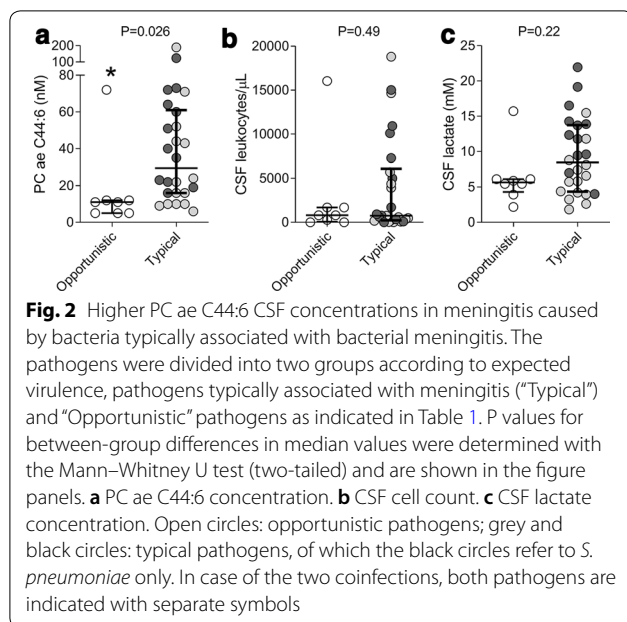 a
P=0.026
PC ae C44:6 (nM)
200
100
80
60
40
20
0
*
Opportunistic
Typical
b
P=0.49
CSF leukocytes/μL
20000
15000
10000
5000
0
Opportunistic
Typical
c
P=0.22
CSF lactate (mM)
25
20
15
10
5
0
Opportunistic
Typical
Fig. 2 Higher PC ae C44:6 CSF concentrations in meningitis caused
by bacteria typically associated with bacterial meningitis. The
pathogens were divided into two groups according to expected
virulence, pathogens typically associated with meningitis (“Typical”)
and “Opportunistic” pathogens as indicated in Table 1. P values for
between-group differences in median values were determined with
the Mann–Whitney U test (two-tailed) and are shown in the figure
panels. a PC ae C44:6 concentration. b CSF cell count. c CSF lactate
concentration. Open circles: opportunistic pathogens; grey and
black circles: typical pathogens, of which the black circles refer to S.
pneumoniae only. In case of the two coinfections, both pathogens are
indicated with separate symbols